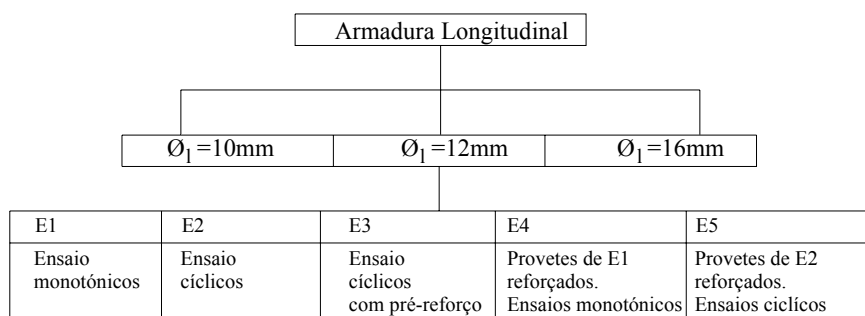 Armadura Longitudinal
Ø1 =10mm Ø1 =12mm Ø1 =16mm
E1 E2 E3 E4 E5
Ensaio monotónicos
Ensaio cíclicos
Ensaio cíclicos com pré-reforço
Provetes de E1 reforçados. Ensaios monotónicos
Provetes de E2 reforçados. Ensaios ciclícos